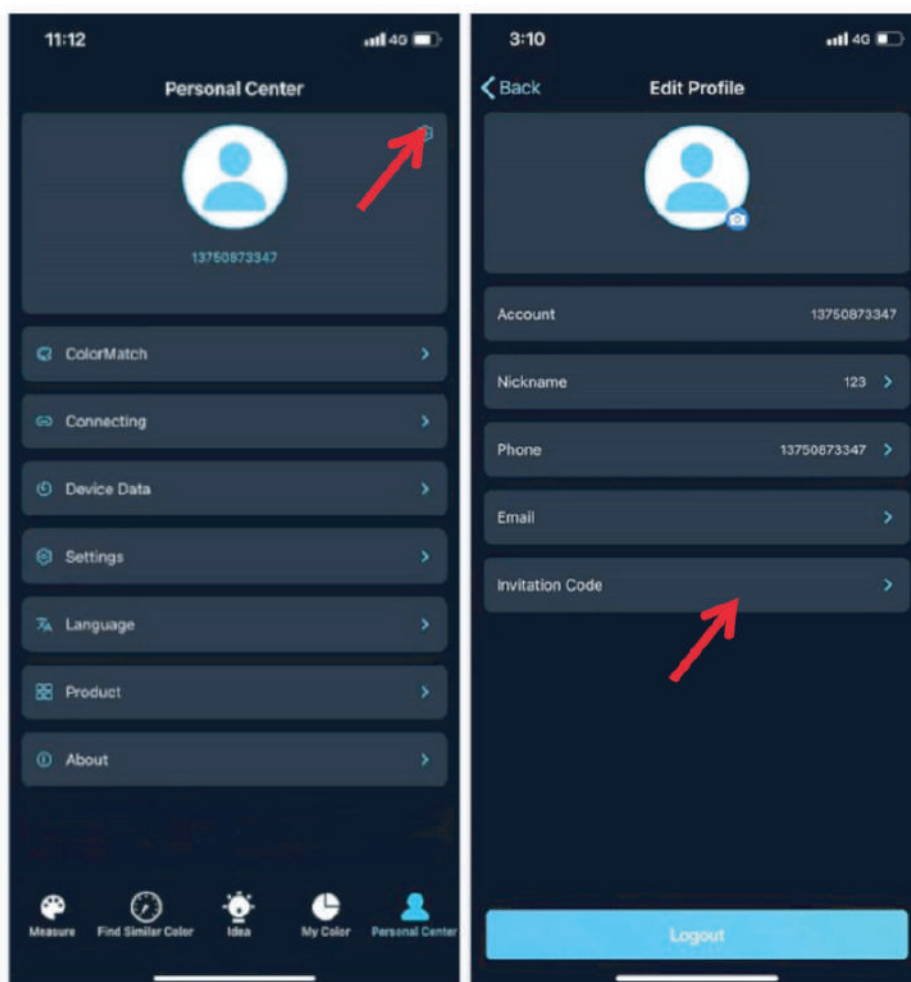 11:12
4G
Personal Center
13750873347
ColorMatch
Connecting
Device Data
Settings
Language
Product
About
Measure
Find Similar Color
Idea
My Color
Personal Center
3:10
4G
Back
Edit Profile
Account 13750873347
Nickname 123
Phone 13750873347
Email
Invitation Code
Logout